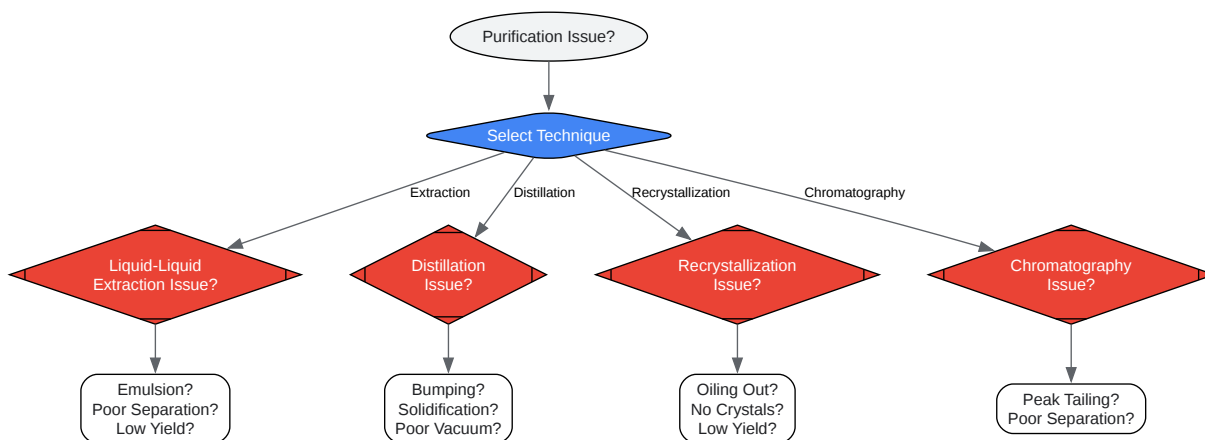 Purification Issue?
Select Technique
Extraction
Distillation
Recrystallization
Chromatography
Liquid-Liquid
Extraction Issue?
Distillation
Issue?
Recrystallization
Issue?
Chromatography
Issue?
Emulsion?
Poor Separation?
Low Yield?
Bumping?
Solidification?
Poor Vacuum?
Oiling Out?
No Crystals?
Low Yield?
Peak Tailing?
Poor Separation?